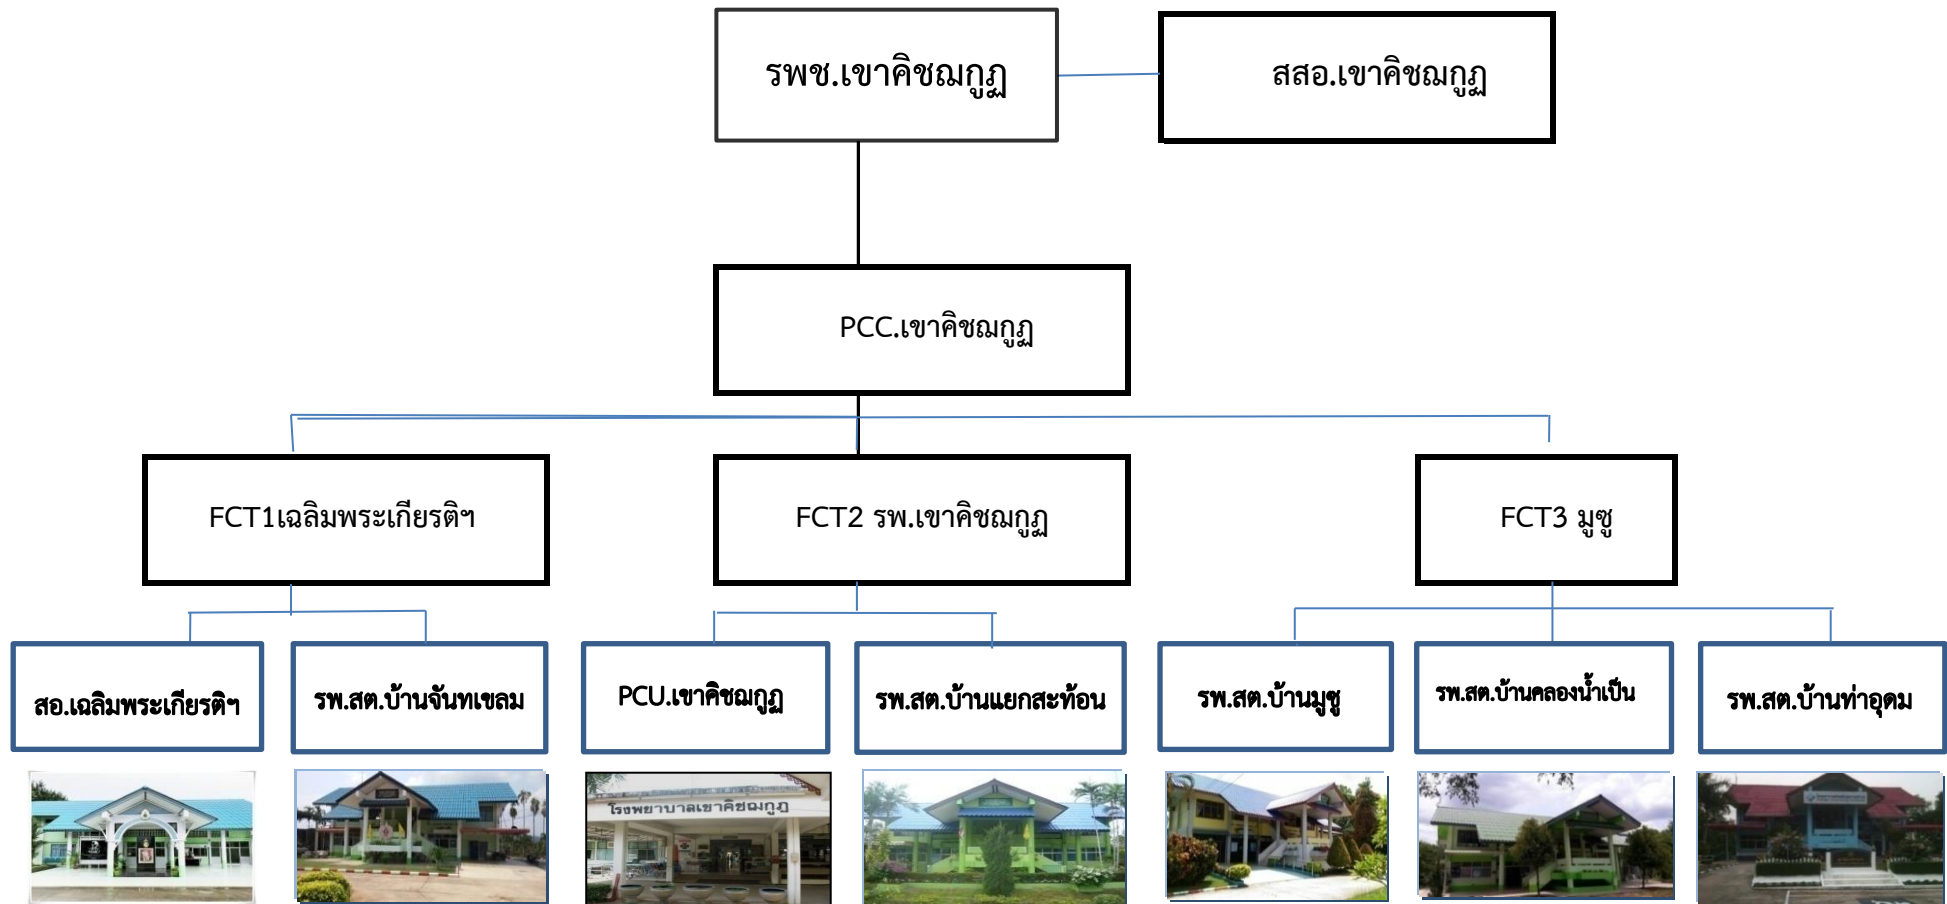 รพช.เขาคิชฌกูฏ
สสอ.เขาคิชฌกูฏ
PCC.เขาคิชฌกูฏ
FCT1เฉลิมพระเกียรติฯ
FCT2 รพ.เขาคิชฌกูฏ
FCT3 มูซู
สอ.เฉลิมพระเกียรติฯ
รพ.สต.บ้านจันทเขลม
PCU.เขาคิชฌกูฏ
รพ.สต.บ้านแยกสะท้อน
รพ.สต.บ้านมูซู
รพ.สต.บ้านคลองน้ำเป็น
รพ.สต.บ้านท่าอุดม
โรงพยาบาลเขาคิชฌกูฏ